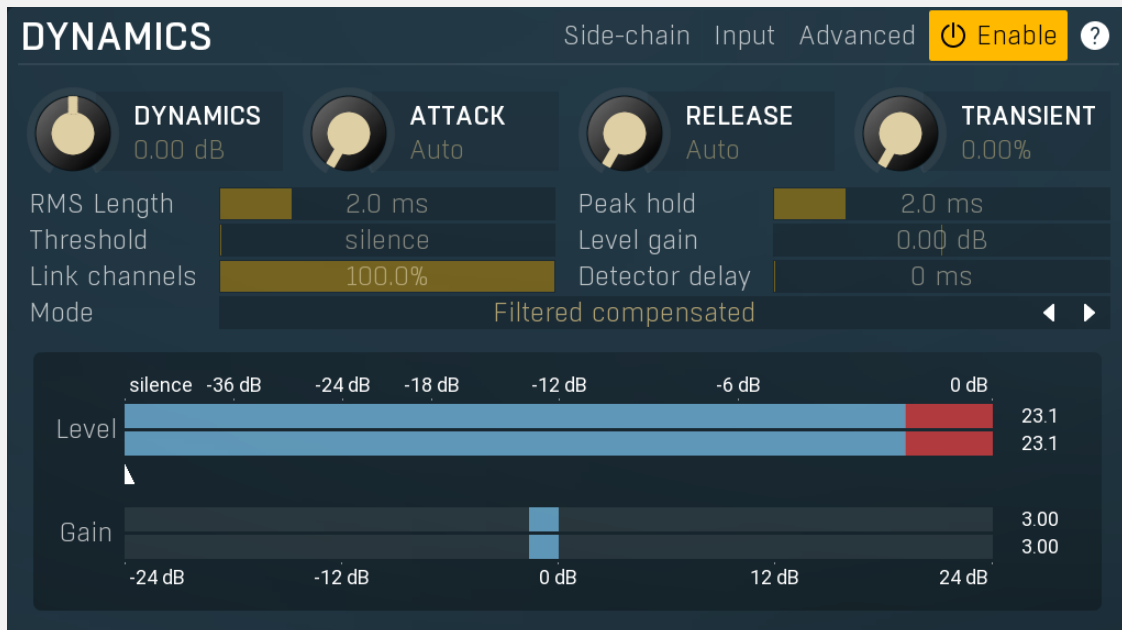 DYNAMICS Side-chain Input Advanced Enable ?
DYNAMICS ATTACK RELEASE TRANSIENT
0.00 dB Auto Auto 0.00%
RMS Length 2.0 ms Peak hold 2.0 ms
Threshold silence Level gain 0.00 dB
Link channels 100.0% Detector delay 0 ms
Mode Filtered compensated
silence -36 dB -24 dB -18 dB -12 dB -6 dB 0 dB
Level 23.1
23.1
Gain 3.00
3.00
-24 dB -12 dB 0 dB 12 dB 24 dB